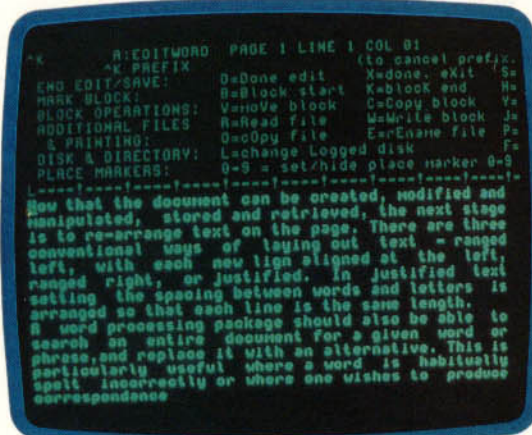 ^K A:EDITWORD PAGE 1 LINE 1 COL 01
^K PREFIX (to cancel prefix,
END EDIT/SAVE: D=Done edit X=done, eXit S=
MARK BLOCK: B=Block start K=blocK end H=
BLOCK OPERATIONS: V=moVe block C=Copy block Y=
ADDITIONAL FILES R=Read file W=Write block J=
& PRINTING: O=cOpy file E=rEname file P=
DISK & DIRECTORY: L=change Logged disk F=
PLACE MARKERS: 0-9 = set/hide place marker 0-9
L----!----!----!----!----!----!----!----!----!----!-
Now that the document can be created, modified and
manipulated, stored and retrieved, the next stage
is to re-arrange text on the page. There are three
conventional ways of laying out text - ranged
left, with each new lign aligned at the left,
ranged right, or justified. In justified text
setting the spacing between words and letters is
arranged so that each line is the same length.
A word processing package should also be able to
search an entire document for a given word or
phrase,and replace it with an alternative. This is
particularly useful where a word is habitually
spelt incorrectly or where one wishes to produce
correspondance